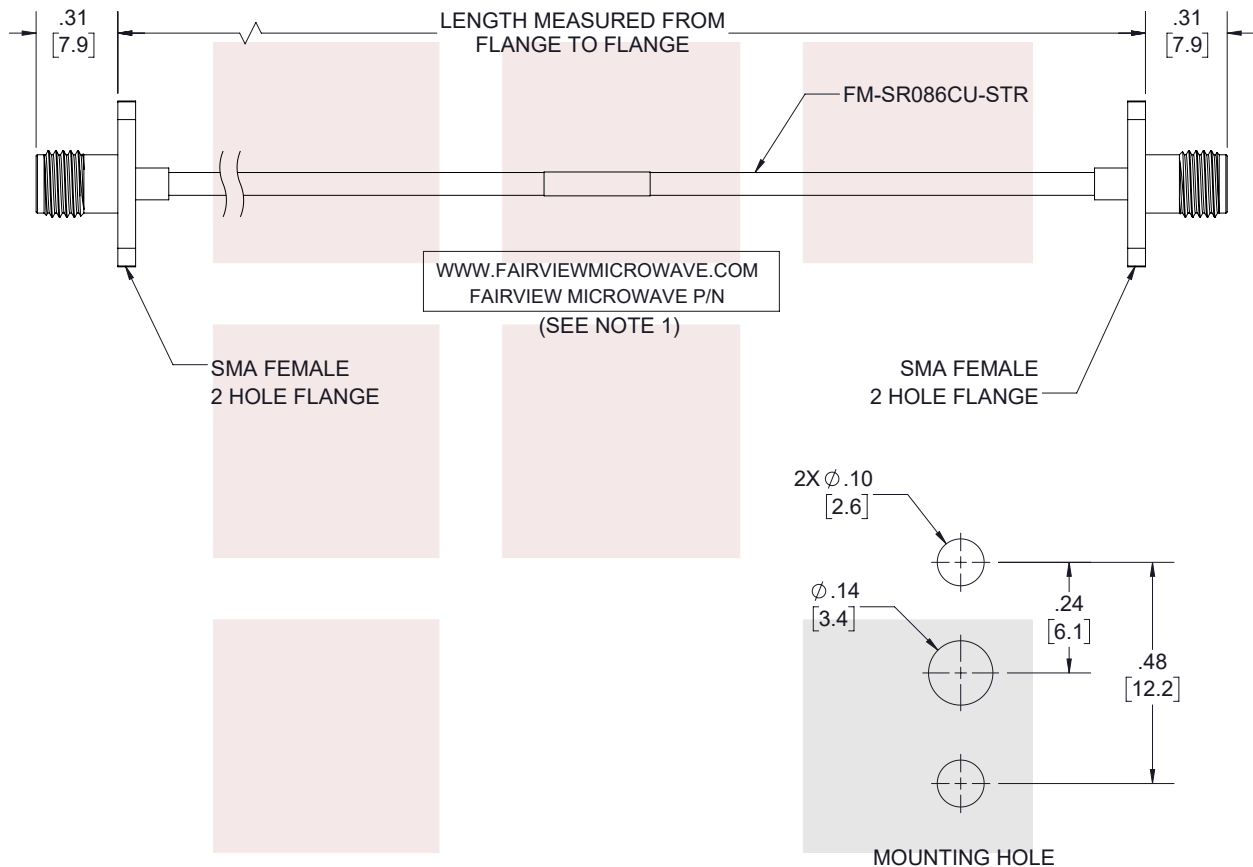 .31
[7.9]
LENGTH MEASURED FROM
FLANGE TO FLANGE
.31
[7.9]
FM-SR086CU-STR
WWW.FAIRVIEWMICROWAVE.COM
FAIRVIEW MICROWAVE P/N
(SEE NOTE 1)
SMA FEMALE
2 HOLE FLANGE
SMA FEMALE
2 HOLE FLANGE
2X ⌀ .10
[2.6]
⌀ .14
[3.4]
.24
[6.1]
.48
[12.2]
MOUNTING HOLE